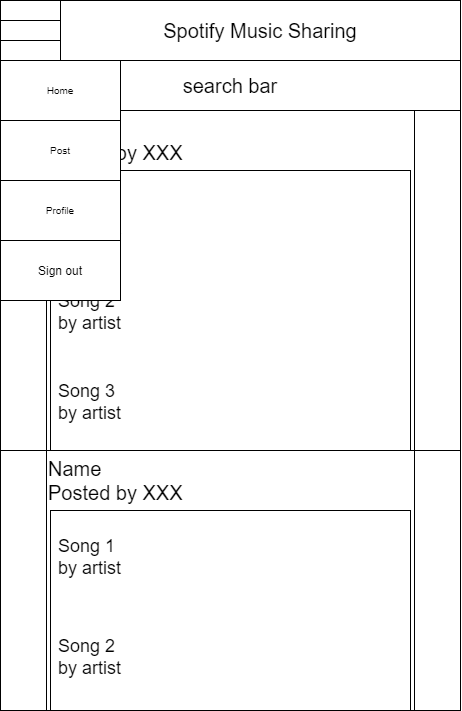 Spotify Music Sharing
search bar
Home
Post
Profile
Sign out
by XXX
Song 2
by artist
Song 3
by artist
Name
Posted by XXX
Song 1
by artist
Song 2
by artist